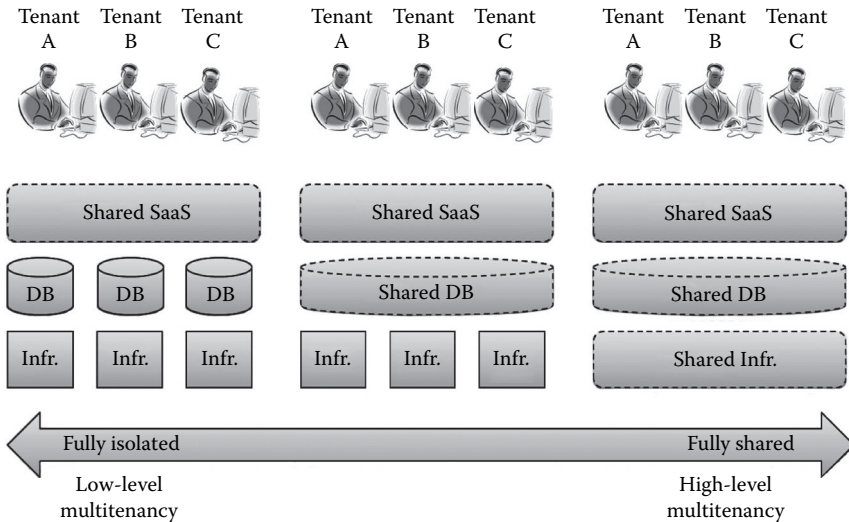 Tenant Tenant Tenant
A B C
Tenant Tenant Tenant
A B C
Tenant Tenant Tenant
A B C
Shared SaaS
Shared SaaS
Shared SaaS
DB DB DB
Shared DB
Shared DB
Infr. Infr. Infr.
Infr. Infr. Infr.
Shared Infr.
Fully isolated
Fully shared
Low-level
multitenancy
High-level
multitenancy